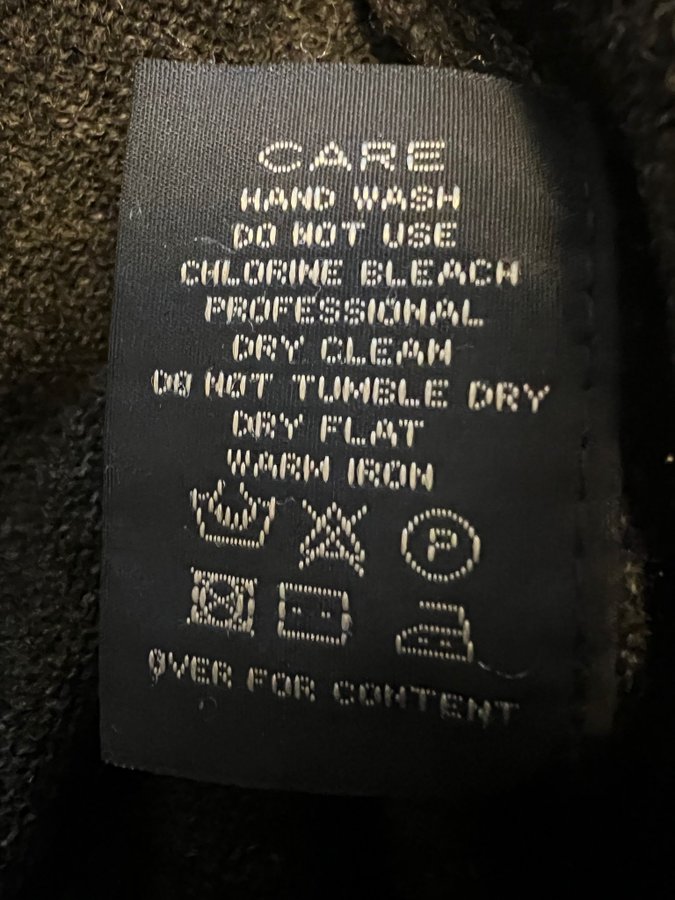 CARE
HAND WASH
DO NOT USE
CHLORINE BLEACH
PROFESSIONAL
DRY CLEAN
DO NOT TUMBLE DRY
DRY FLAT
WARM IRON
P
OVER FOR CONTENT